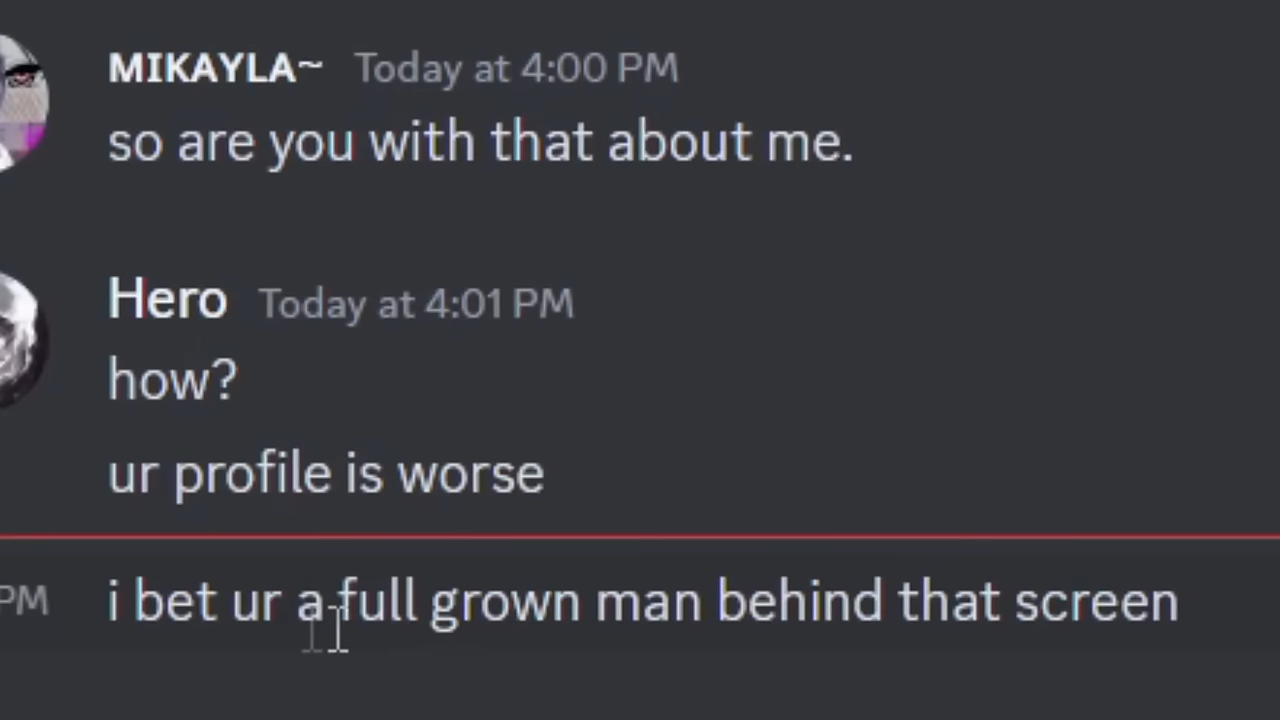 MIKAYLA~ Today at 4:00 PM
so are you with that about me.
Hero Today at 4:01 PM
how?
ur profile is worse
PM i bet ur a full grown man behind that screen